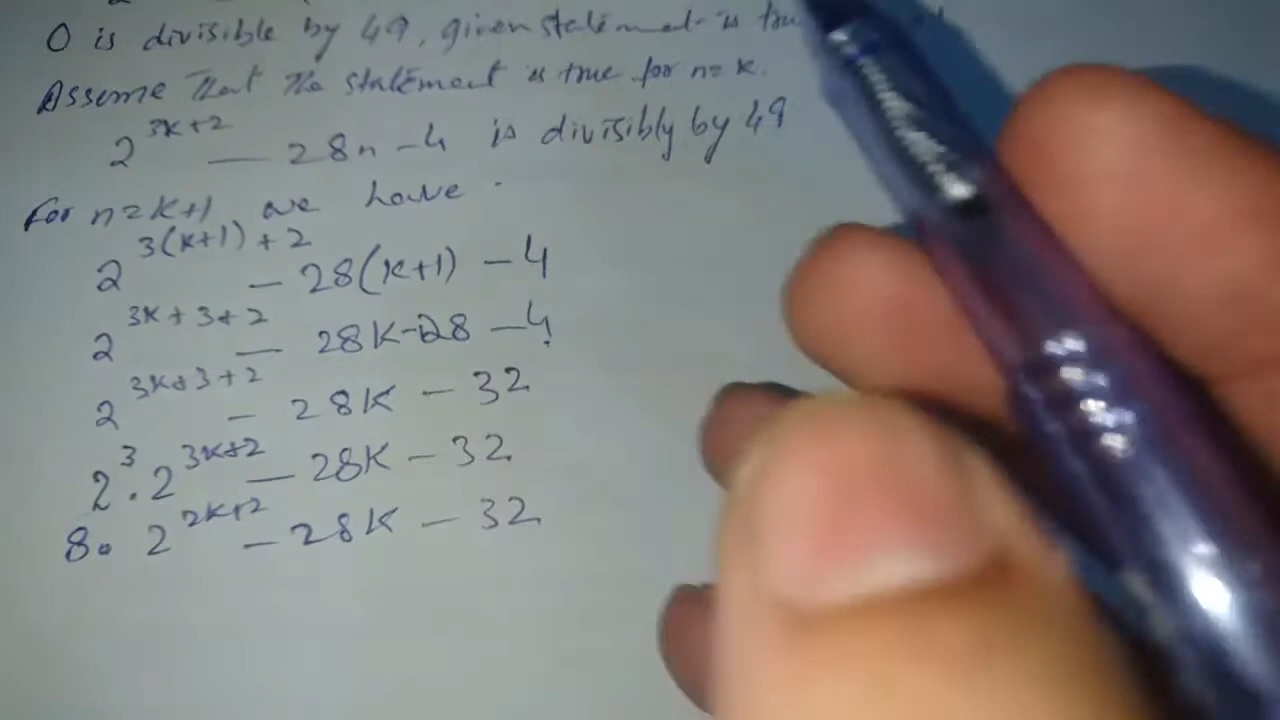 0 is divisible by 49, given statement is true
Assume That the statement is true for n=k.
2^{3k+2} - 28n - 4 is divisibly by 49
For n=k+1, we have
2^{3(k+1)+2} - 28(k+1) - 4
2^{3k+3+2} - 28k-28 - 4
2^{3k+3+2} - 28k - 32
2^3 . 2^{3k+2} - 28k - 32
8. 2^{2k+2} - 28k - 32